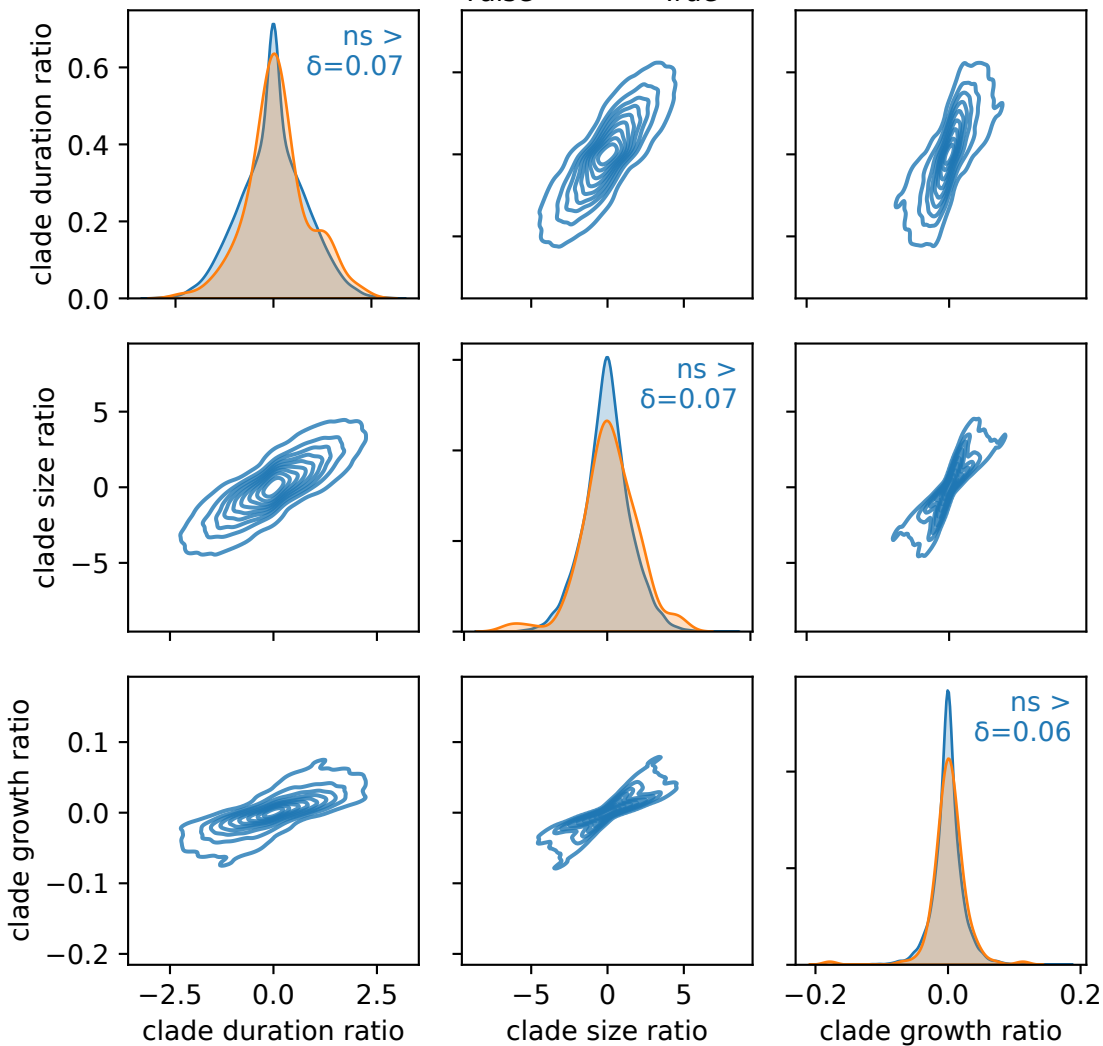 clade duration ratio
0.6
0.4
0.2
0.0
ns >
δ=0.07
clade size ratio
5
0
−5
ns >
δ=0.07
clade growth ratio
0.1
0.0
−0.1
−0.2
ns >
δ=0.06
−2.5 0.0 2.5
−5 0 5
−0.2 0.0 0.2
clade duration ratio
clade size ratio
clade growth ratio